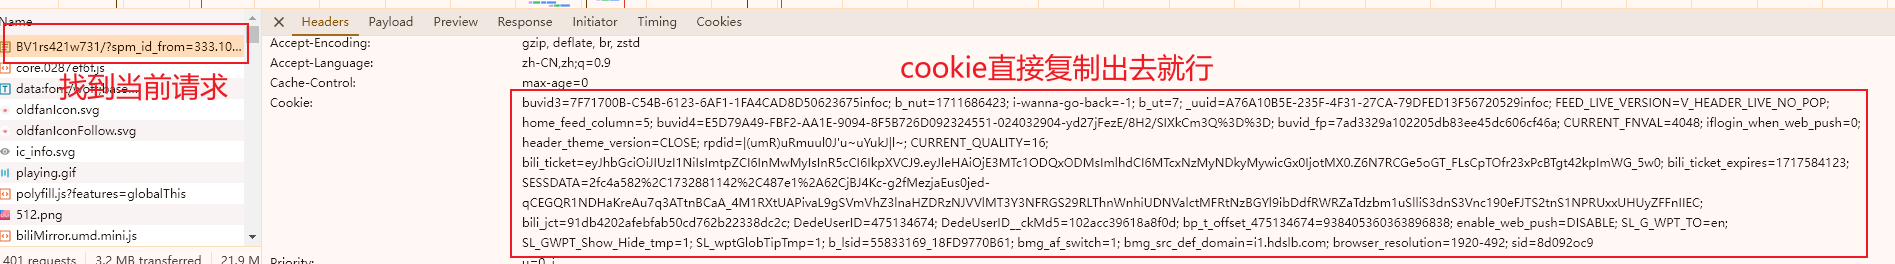 Name
Headers Payload Preview Response Initiator Timing Cookies
BV1rs421w731/?spm_id_from=333.10...
core.0287ef6f.js
data:font/woff;base...
oldfanIcon.svg
oldfanIconFollow.svg
ic_info.svg
playing.gif
polyfill.js?features=globalThis
512.png
biliMirror.umd.mini.js
401 requests 3.2 MB transferred 21.9 M
找到当前请求
Accept-Encoding: gzip, deflate, br, zstd
Accept-Language: zh-CN,zh;q=0.9
Cache-Control: max-age=0
cookie直接复制出去就行
Cookie: buvid3=7F71700B-C54B-6123-6AF1-1FA4CAD8D50623675infoc; b_nut=1711686423; i-wanna-go-back=-1; b_ut=7; _uuid=A76A10B5E-235F-4F31-27CA-79DFED13F56720529infoc; FEED_LIVE_VERSION=V_HEADER_LIVE_NO_POP;
home_feed_column=5; buvid4=E5D79A49-FBF2-AA1E-9094-8F5B726D092324551-024032904-yd27jFezE/8H2/SIXkCm3Q%3D%3D; buvid_fp=7ad3329a102205db83ee45dc606cf46a; CURRENT_FNVAL=4048; iflogin_when_web_push=0;
header_theme_version=CLOSE; rpdid=|(umR)uRmuul0J'u~uYukJ|l~; CURRENT_QUALITY=16;
bili_ticket=eyJhbGciOiJIUzI1NiIsImtpZCI6InMwMyIsInR5cCI6IkpXVCJ9.eyJleHAiOjE3MTc1ODQxODMsImlhdCI6MTcxNzMyNDkyMywicGx0IjotMX0.Z6N7RCGe5oGT_FLsCpTOfr23xPcBTgt42kpImWG_5w0; bili_ticket_expires=1717584123;
SESSDATA=2fc4a582%2C1732881142%2C487e1%2A62CjBJ4Kc-g2fMezjaEus0jed-
qCEGQR1NDHaKreAu7q3ATtnBCaA_4M1RXtUAPivaL9gSVmVhZ3lnaHZDRzNJVVlMT3Y3NFRGS29RLThnWnhiUDNValctMFRtNzBGYl9ibDdfRWRZaTdzbm1uSlliS3dnS3Vnc190eFJTS2tnS1NPRUxxUHUyZFFnIIEC;
bili_jct=91db4202afebfab50cd762b22338dc2c; DedeUserID=475134674; DedeUserID__ckMd5=102acc39618a8f0d; bp_t_offset_475134674=938405360363896838; enable_web_push=DISABLE; SL_G_WPT_TO=en;
SL_GWPT_Show_Hide_tmp=1; SL_wptGlobTipTmp=1; b_lsid=55833169_18FD9770B61; bmg_af_switch=1; bmg_src_def_domain=i1.hdslb.com; browser_resolution=1920-492; sid=8d092oc9
Priority: u=0, i